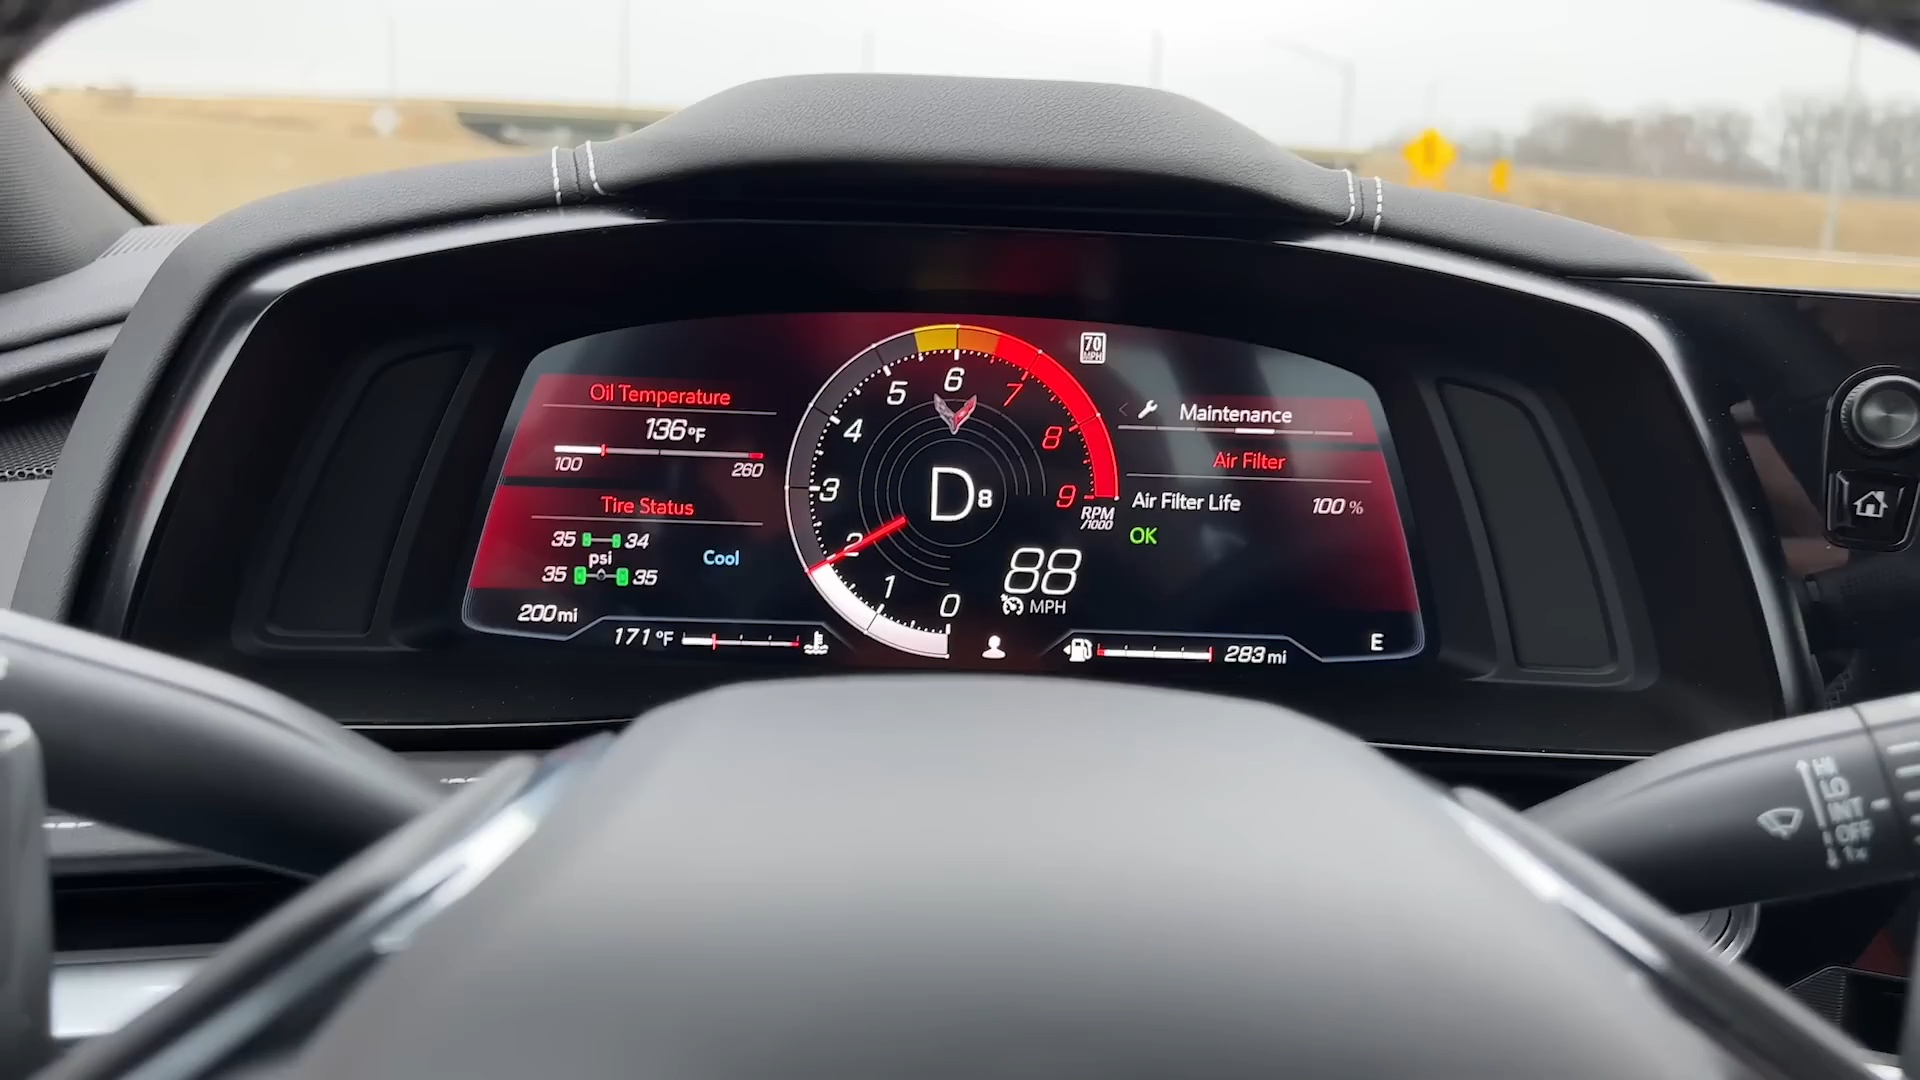 70
MPH
Oil Temperature
136°F
100 260
Tire Status
35 34
psi
35 35
Cool
200 mi
171 °F
0
1
2
3
4
5
6
7
8
9
RPM
/1000
D8
88
MPH
Maintenance
Air Filter
Air Filter Life 100 %
OK
283 mi
E
HI
LO
INT
OFF
1x